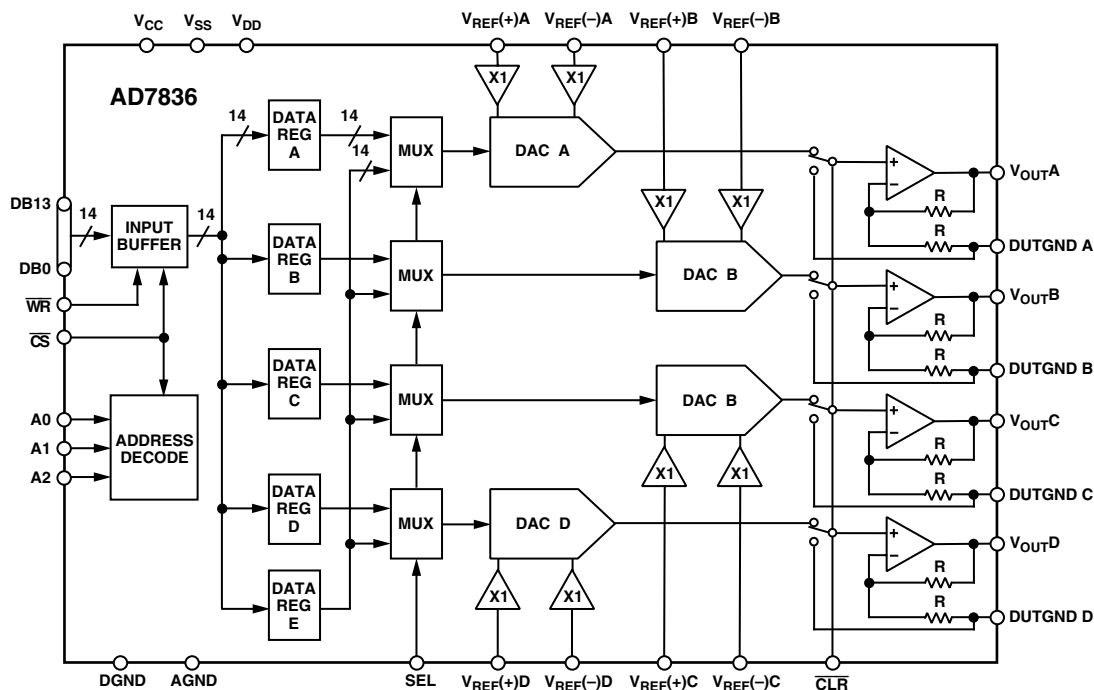 VCC VSS VDD VREF(+)A VREF(–)A VREF(+)B VREF(–)B
AD7836
X1 X1
14 DATA REG A 14 14 MUX DAC A
+ – VOUTA
R
R
DUTGND A
X1 X1
DB13
14 INPUT BUFFER 14
DB0
DATA REG B MUX DAC B
+ – VOUTB
R
R
DUTGND B
WR
CS
DATA REG C MUX DAC B
+ – VOUTC
R
R
DUTGND C
A0
A1
A2
ADDRESS DECODE
X1 X1
DATA REG D MUX DAC D
+ – VOUTD
R
R
DUTGND D
DATA REG E
X1 X1
DGND AGND SEL VREF(+)D VREF(–)D VREF(+)C VREF(–)C CLR